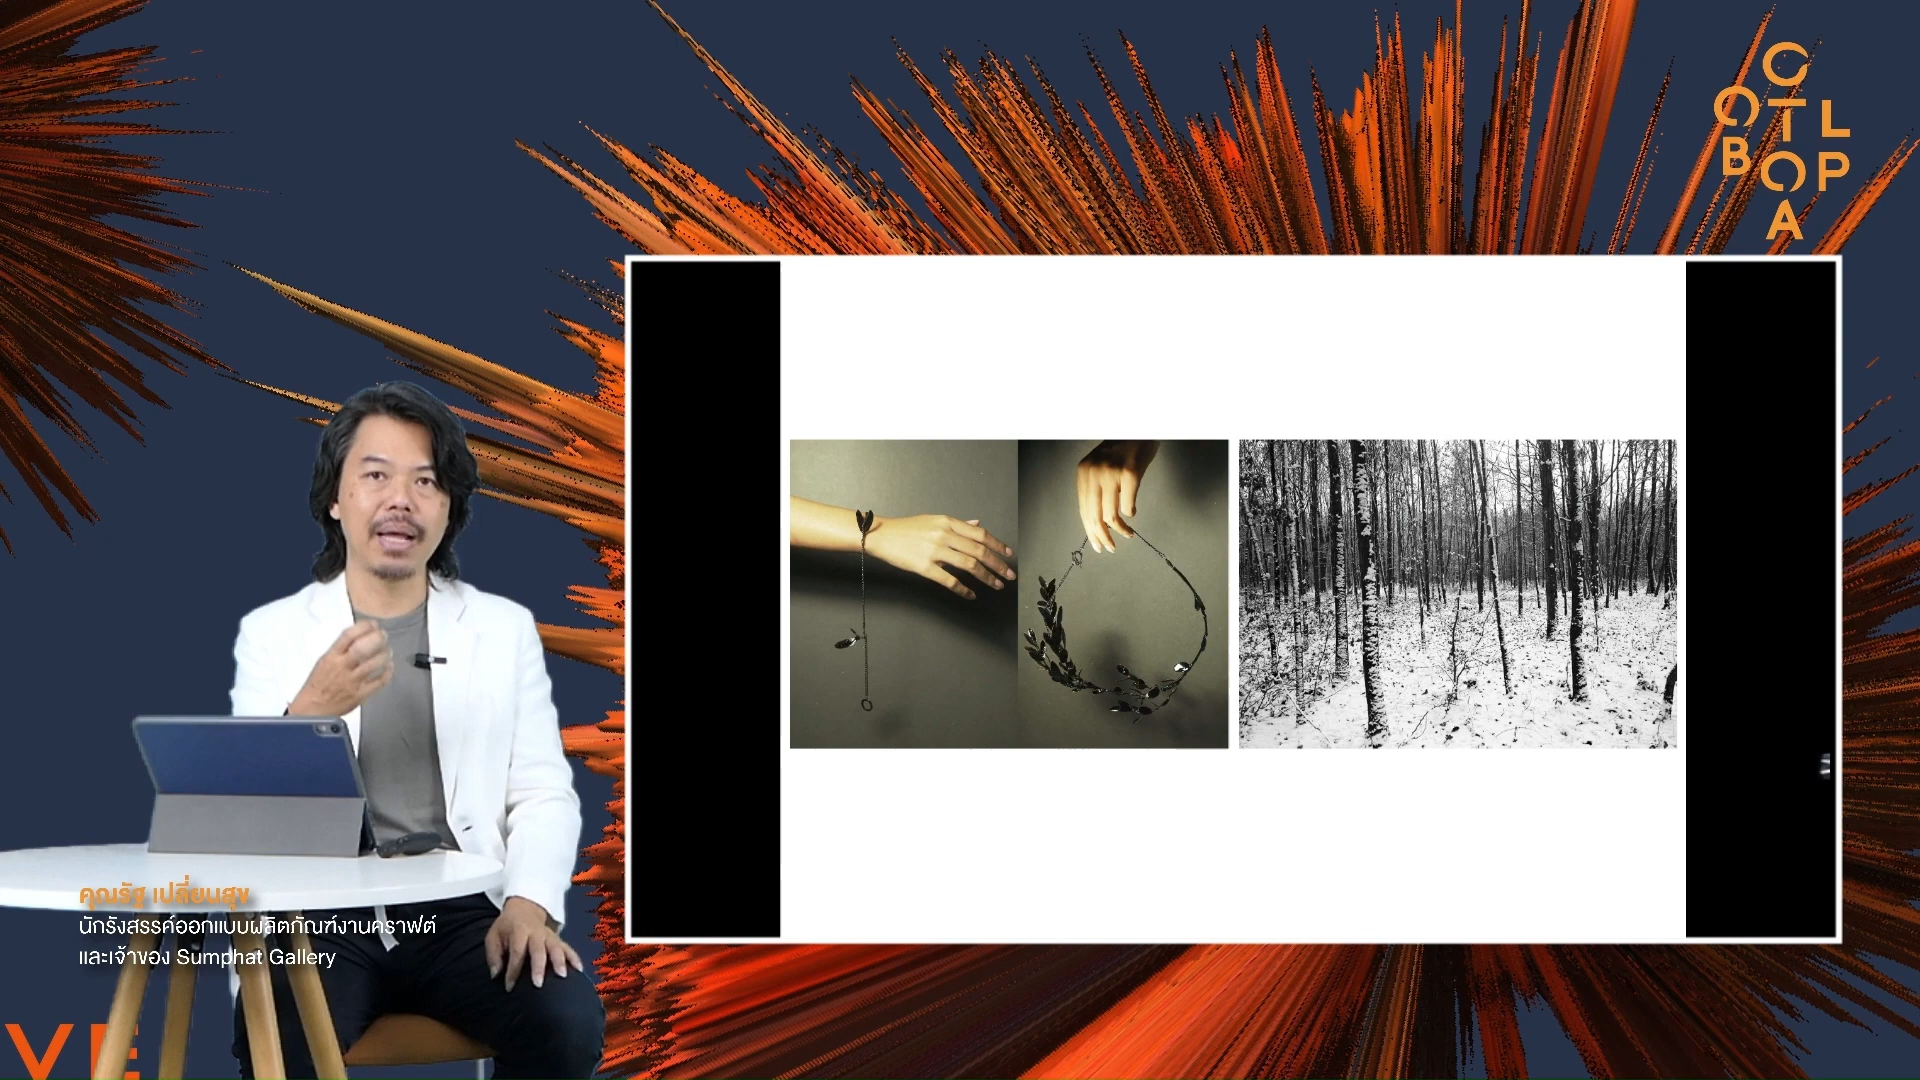 C
O T L
B O P
A
คุณรัฐ เปลี่ยนสุข
นักรังสรรค์ออกแบบผลิตภัณฑ์งานคราฟต์
และเจ้าของ Sumphat Gallery
VE